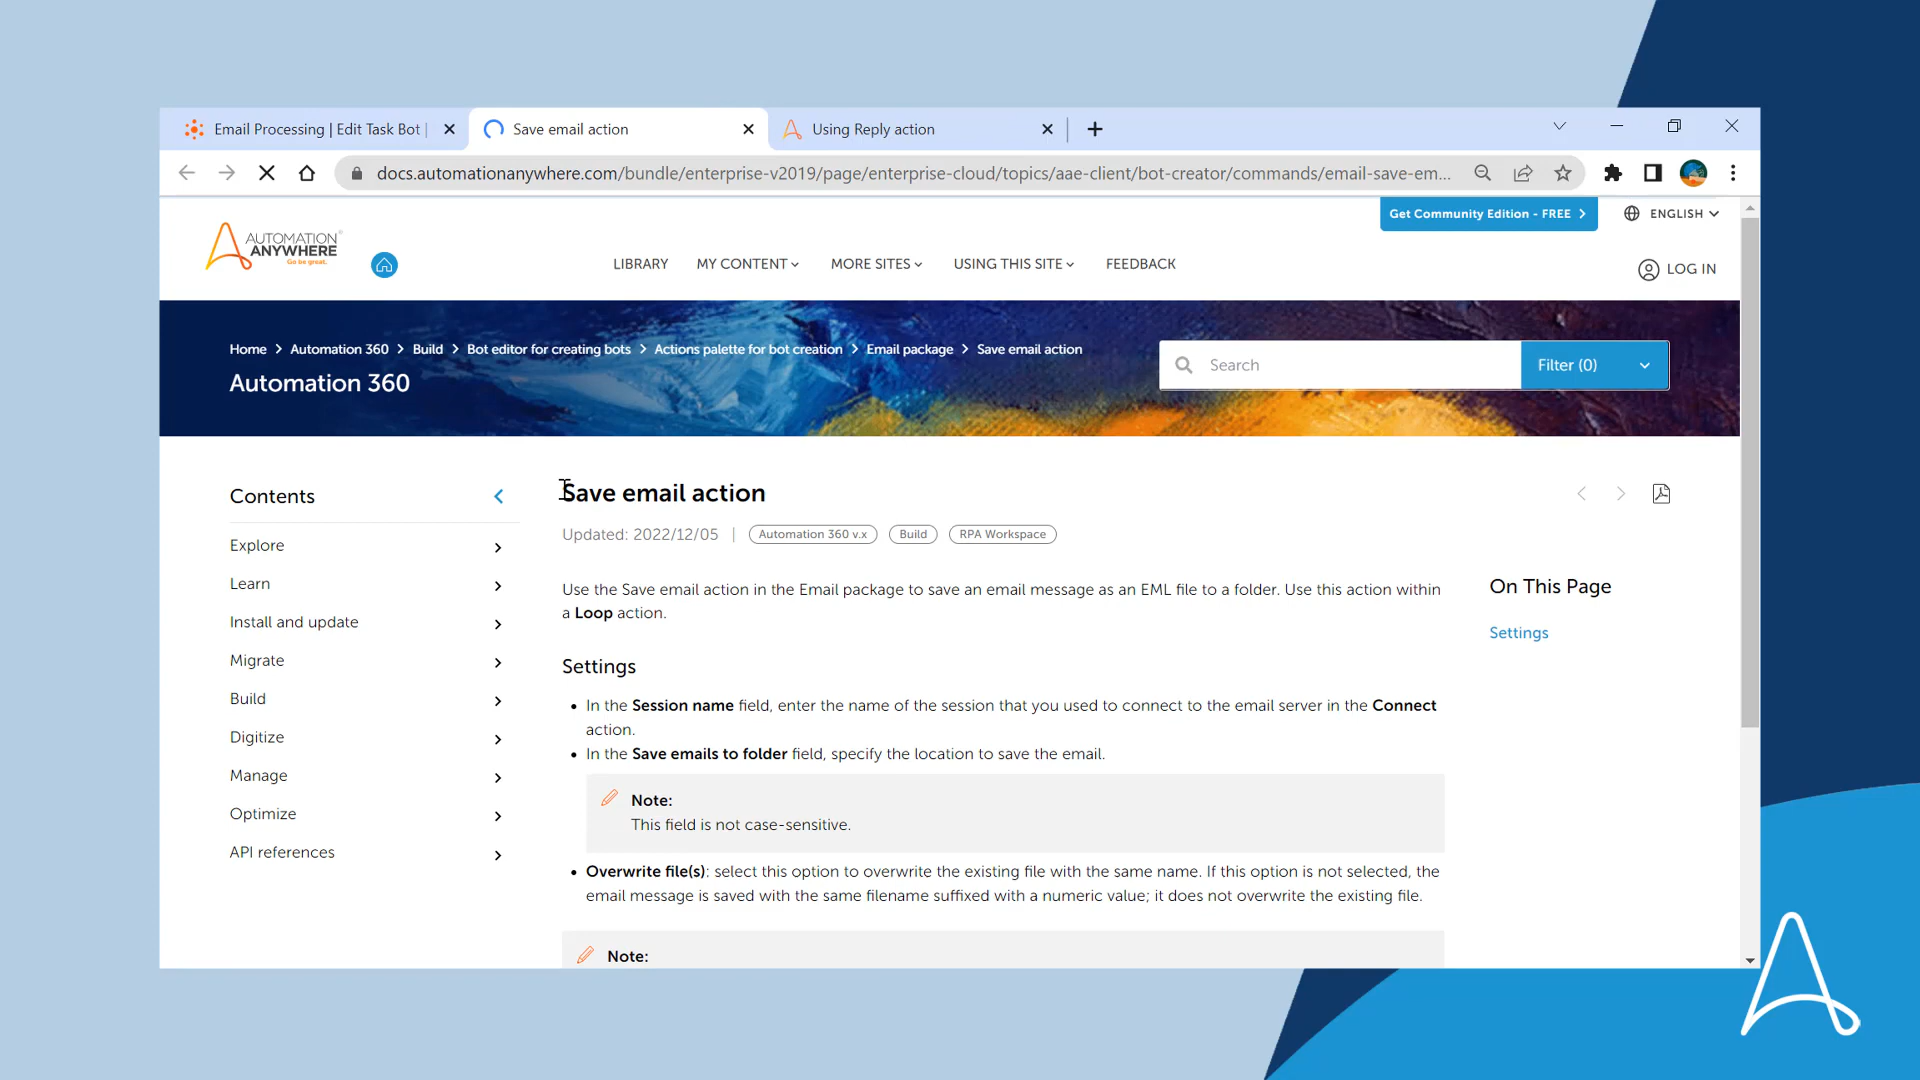 Email Processing | Edit Task Bot |
Save email action
Using Reply action
docs.automationanywhere.com/bundle/enterprise-v2019/page/enterprise-cloud/topics/aae-client/bot-creator/commands/email-save-em...
Get Community Edition - FREE
ENGLISH
AUTOMATION
ANYWHERE
Go be great.
LIBRARY
MY CONTENT
MORE SITES
USING THIS SITE
FEEDBACK
LOG IN
Home > Automation 360 > Build > Bot editor for creating bots > Actions palette for bot creation > Email package > Save email action
Automation 360
Search
Filter (0)
Contents
Explore
Learn
Install and update
Migrate
Build
Digitize
Manage
Optimize
API references
Save email action
Updated: 2022/12/05 |
Automation 360 v.x
Build
RPA Workspace
Use the Save email action in the Email package to save an email message as an EML file to a folder. Use this action within
a Loop action.
Settings
• In the Session name field, enter the name of the session that you used to connect to the email server in the Connect
action.
• In the Save emails to folder field, specify the location to save the email.
Note:
This field is not case-sensitive.
• Overwrite file(s): select this option to overwrite the existing file with the same name. If this option is not selected, the
email message is saved with the same filename suffixed with a numeric value; it does not overwrite the existing file.
Note:
On This Page
Settings